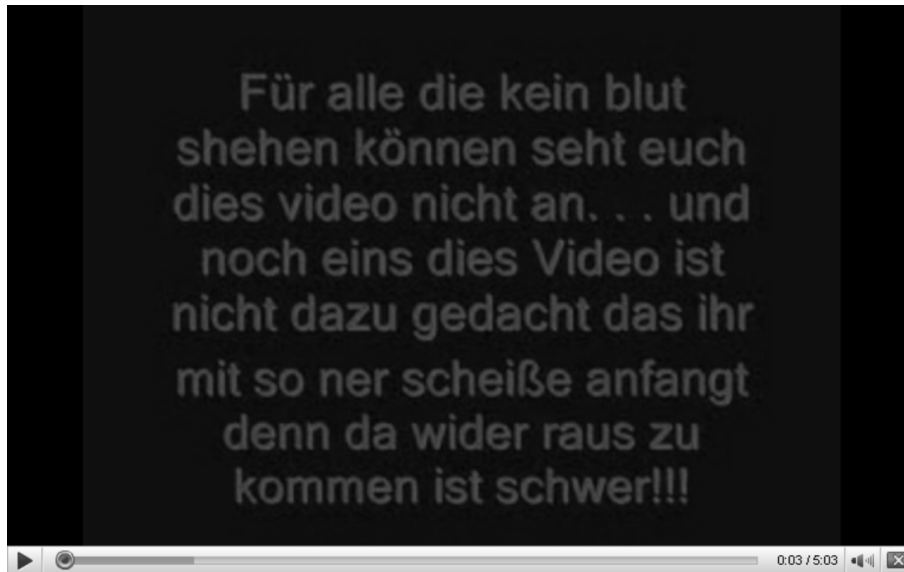 Für alle die kein blut
shehen können seht euch
dies video nicht an. . . und
noch eins dies Video ist
nicht dazu gedacht das ihr
mit so ner scheiße anfangt
denn da wider raus zu
kommen ist schwer!!!
0:03 / 5:03